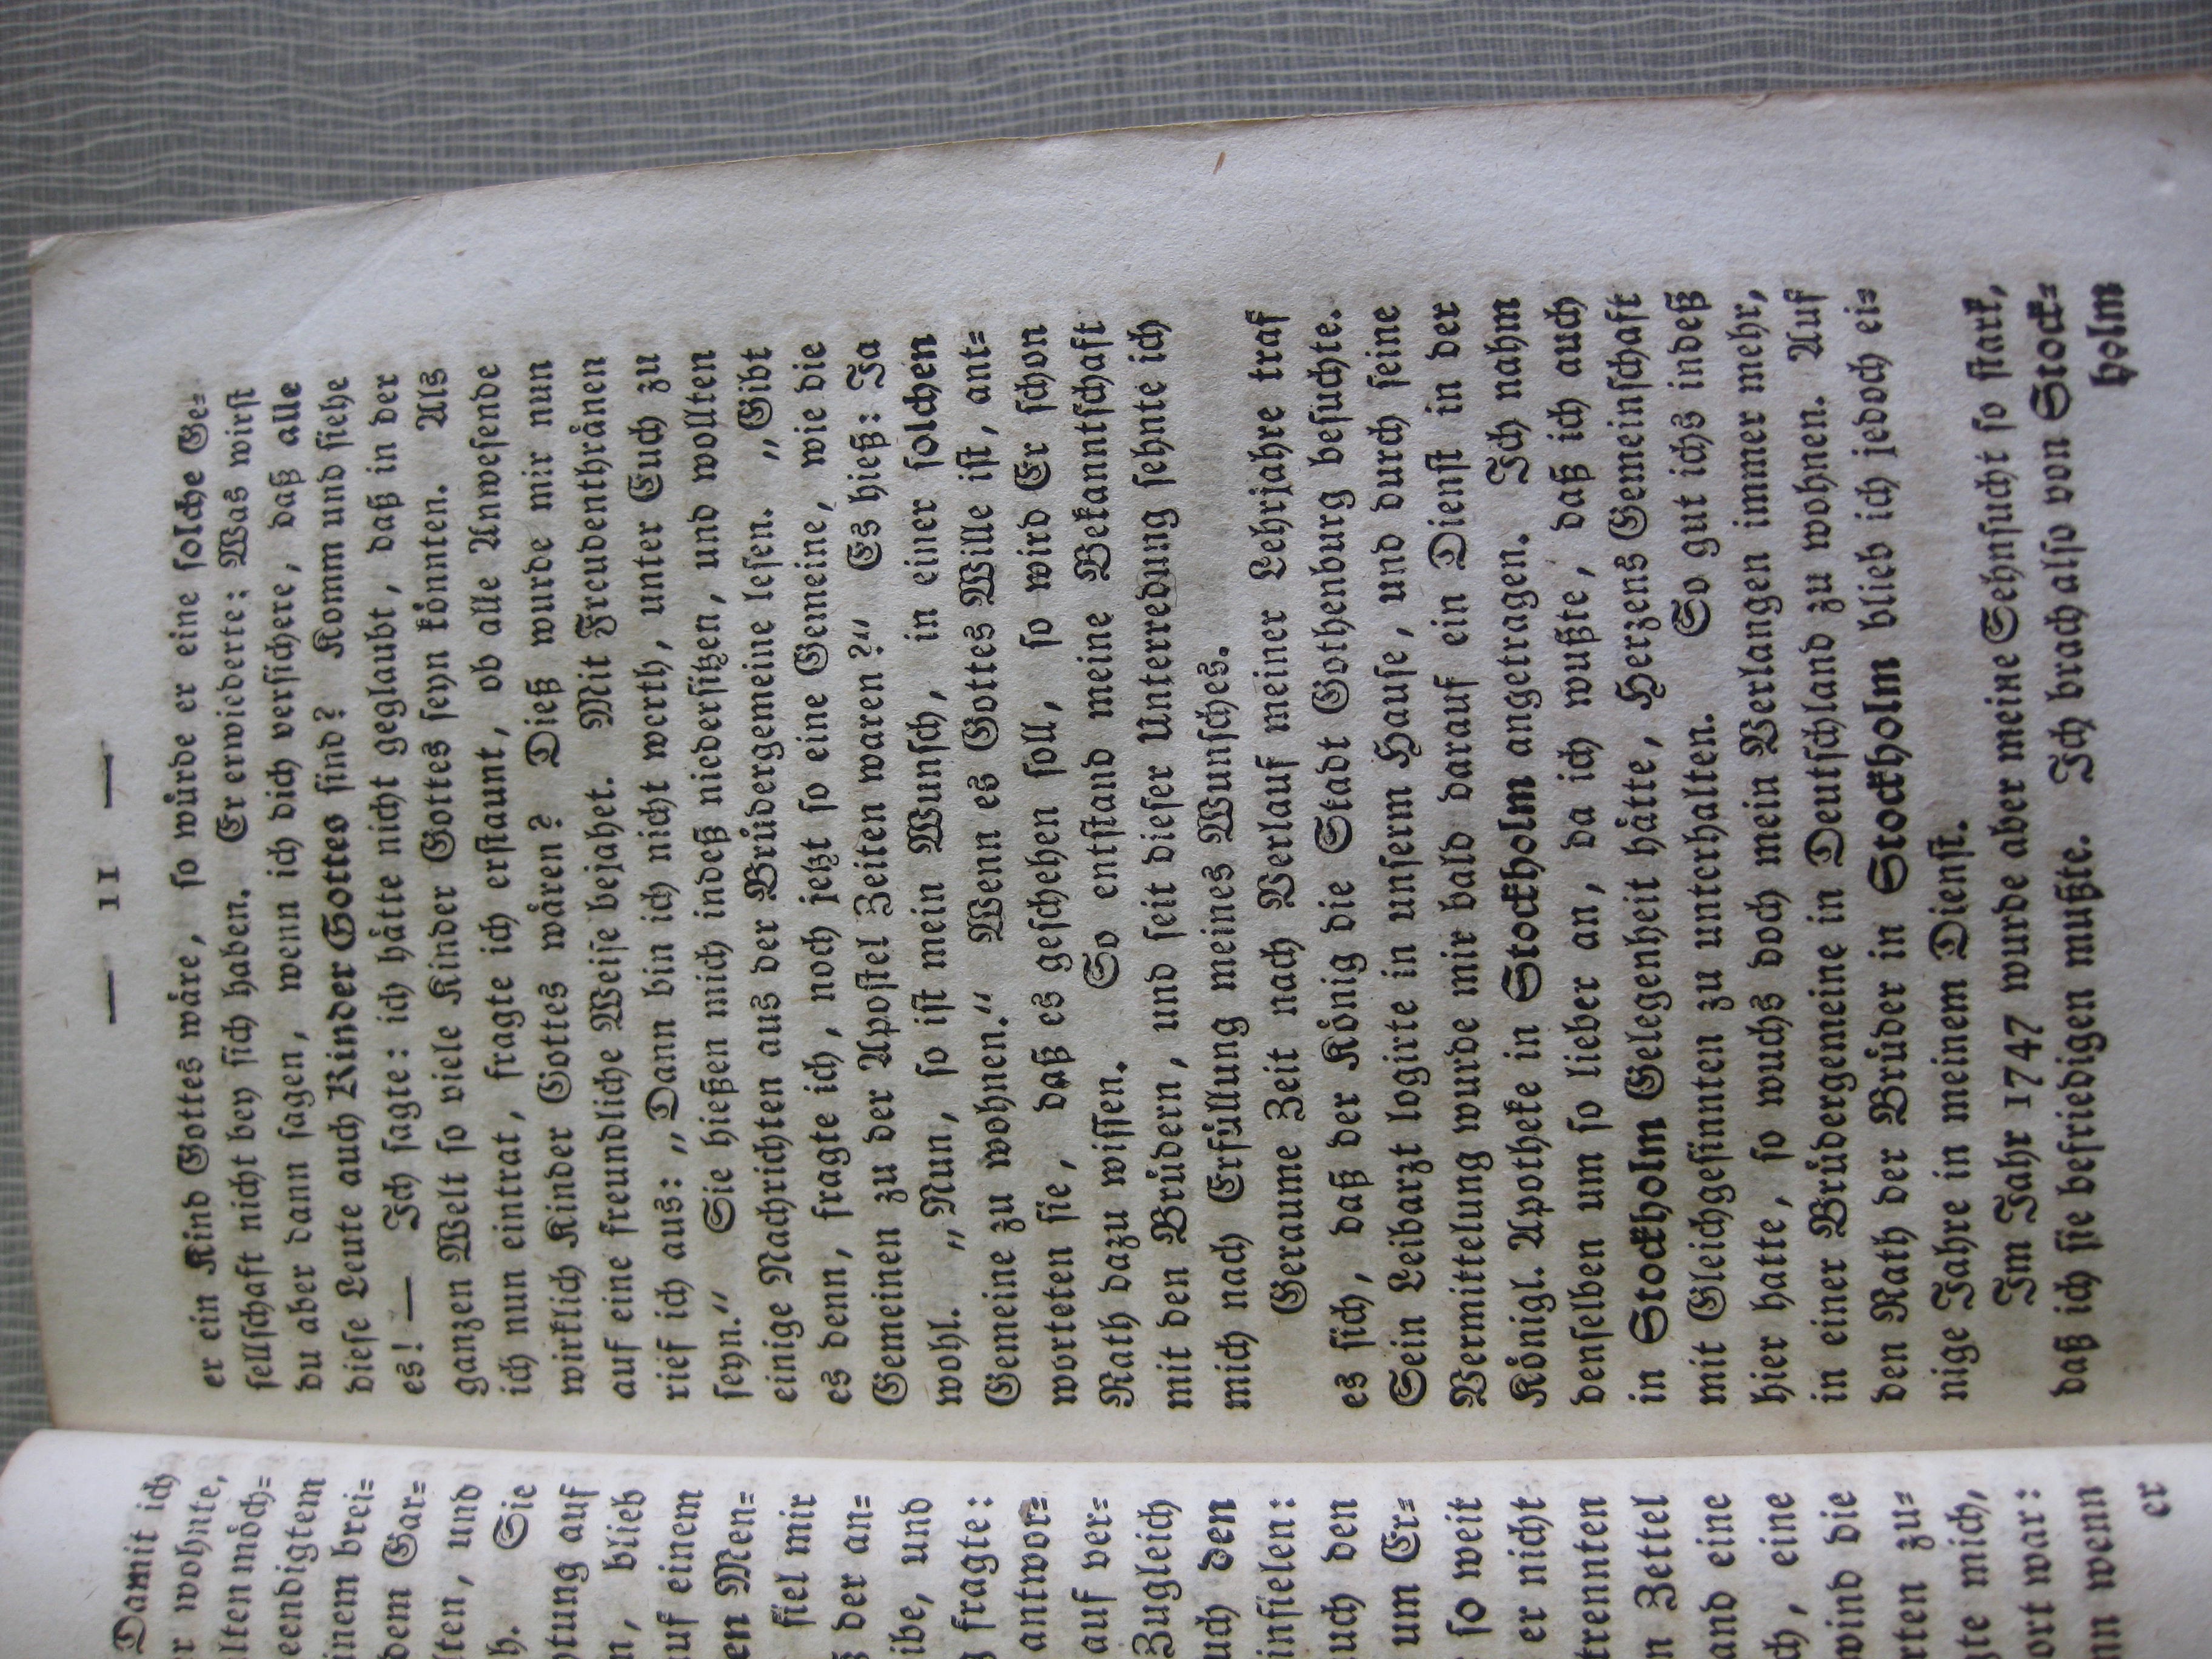 Damit ich
r wohnte,
lten möch=
eendigtem
inem brei=
dem Gar=
lten, und
h. Sie
htung auf
n, blieb
uf einem
en Men=
fiel mir
ß der an=
ibe, und
g fragte:
antwor=
auf ver=
Zugleich
uch den
infielen:
uch den
um Er=
so weit
er nicht
trennten
n Zettel
and eine
ch, eine
wind die
rten zu=
gte mich,
ort war:
nn wenn
er
— 11 —
er ein Kind Gottes wäre, so würde er eine solche Ge=
sellschaft nicht bey sich haben. Er erwiederte: Was wirst
du aber dann sagen, wenn ich dich versichere, daß alle
diese Leute auch Kinder Gottes sind? Komm und siehe
es! — Ich sagte: ich hätte nicht geglaubt, daß in der
ganzen Welt so viele Kinder Gottes seyn könnten. Als
ich nun eintrat, fragte ich erstaunt, ob alle Anwesende
wirklich Kinder Gottes wären? Dieß wurde mir nun
auf eine freundliche Weise bejahet. Mit Freudenthränen
rief ich aus: „Dann bin ich nicht werth, unter Euch zu
seyn.“ Sie hießen mich indeß niedersitzen, und wollten
einige Nachrichten aus der Brüdergemeine lesen. „Gibt
es denn, fragte ich, noch jetzt so eine Gemeine, wie die
Gemeinen zu der Apostel Zeiten waren?“ Es hieß: Ja
wohl. „Nun, so ist mein Wunsch, in einer solchen
Gemeine zu wohnen.“ Wenn es Gottes Wille ist, ant=
worteten sie, daß es geschehen soll, so wird Er schon
Rath dazu wissen. So entstand meine Bekanntschaft
mit den Brüdern, und seit dieser Unterredung sehnte ich
mich nach Erfüllung meines Wunsches.
Geraume Zeit nach Verlauf meiner Lehrjahre traf
es sich, daß der König die Stadt Gothenburg besuchte.
Sein Leibarzt logirte in unserm Hause, und durch seine
Vermittelung wurde mir bald darauf ein Dienst in der
Königl. Apotheke in Stockholm angetragen. Ich nahm
denselben um so lieber an, da ich wußte, daß ich auch
in Stockholm Gelegenheit hätte, Herzens Gemeinschaft
mit Gleichgesinnten zu unterhalten. So gut ichs indeß
hier hatte, so wuchs doch mein Verlangen immer mehr,
in einer Brüdergemeine in Deutschland zu wohnen. Auf
den Rath der Brüder in Stockholm blieb ich jedoch ei=
nige Jahre in meinem Dienst.
Im Jahr 1747 wurde aber meine Sehnsucht so stark,
daß ich sie befriedigen mußte. Ich brach also von Stock=
holm